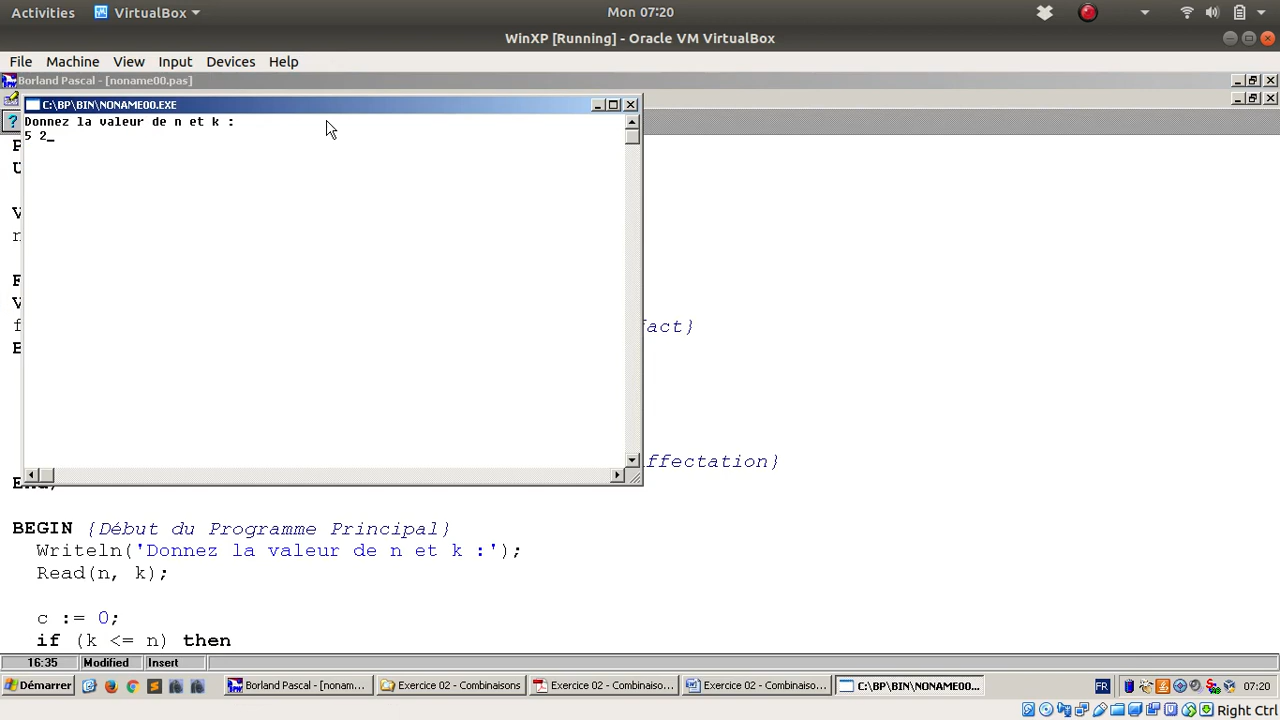 Activities VirtualBox Mon 07:20
WinXP [Running] - Oracle VM VirtualBox
File Machine View Input Devices Help
Borland Pascal - [noname00.pas]
C:\BP\BIN\NONAME00.EXE
Donnez la valeur de n et k :
5 2_
fact}
ffectation}
BEGIN {Début du Programme Principal}
Writeln('Donnez la valeur de n et k :');
Read(n, k);
c := 0;
if (k <= n) then
16:35 Modified Insert
Démarrer Borland Pascal - [nonam... Exercice 02 - Combinaisons Exercice 02 - Combinaiso... Exercice 02 - Combinaiso... C:\BP\BIN\NONAME00... FR 07:20
Right Ctrl